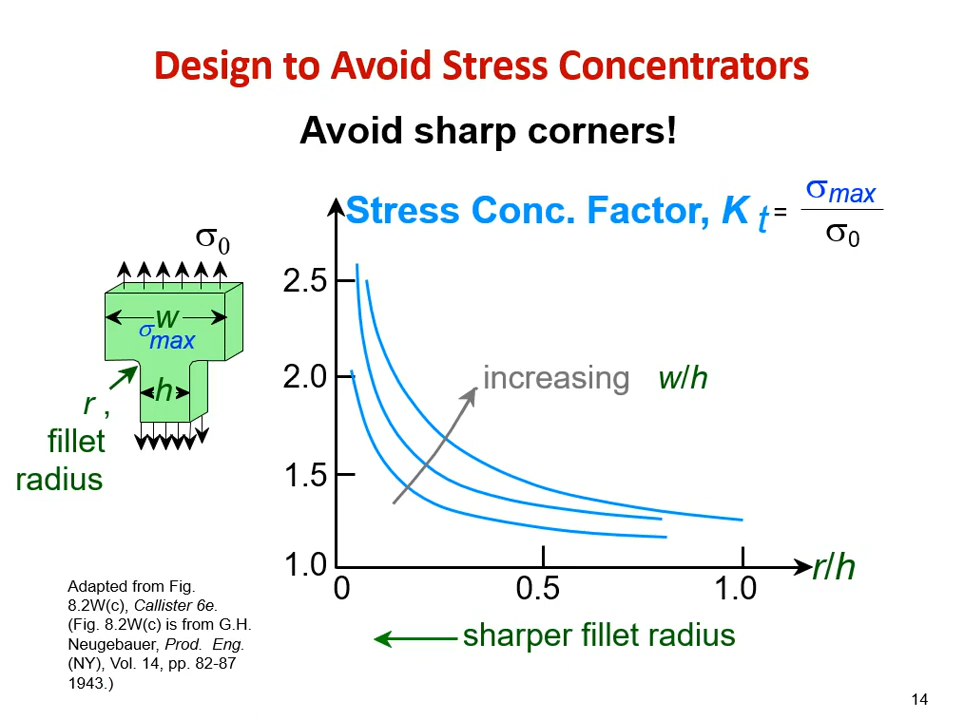 Design to Avoid Stress Concentrators
Avoid sharp corners!
Stress Conc. Factor, K t = σmax / σ0
σ0
w
σmax
h
r ,
fillet
radius
2.5
2.0
1.5
1.0
increasing w/h
0 0.5 1.0
r/h
sharper fillet radius
Adapted from Fig.
8.2W(c), Callister 6e.
(Fig. 8.2W(c) is from G.H.
Neugebauer, Prod. Eng.
(NY), Vol. 14, pp. 82-87
1943.)
14